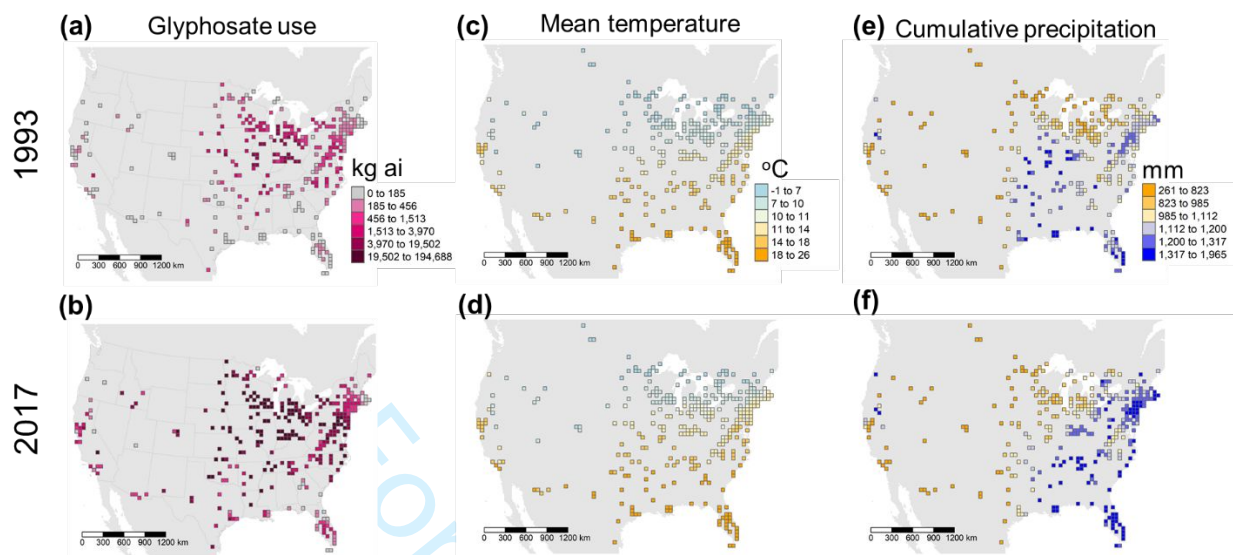 (a) Glyphosate use
(c) Mean temperature
(e) Cumulative precipitation
1993
kg ai
0 to 185
185 to 456
456 to 1,513
1,513 to 3,970
3,970 to 19,502
19,502 to 194,688
0 300 600 900 1200 km
°C
-1 to 7
7 to 10
10 to 11
11 to 14
14 to 18
18 to 26
0 300 600 900 1200 km
mm
261 to 823
823 to 985
985 to 1,112
1,112 to 1,200
1,200 to 1,317
1,317 to 1,965
0 300 600 900 1200 km
(b)
(d)
(f)
2017
0 300 600 900 1200 km
0 300 600 900 1200 km
0 300 600 900 1200 km
For